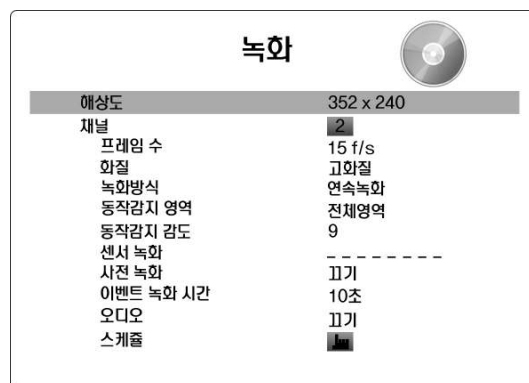 녹화
해상도 352 x 240
채널 2
프레임 수 15 f/s
화질 고화질
녹화방식 연속녹화
동작감지 영역 전체영역
동작감지 감도 9
센서 녹화 _ _ _ _ _ _ _ _
사전 녹화 끄기
이벤트 녹화 시간 10초
오디오 끄기
스케쥴